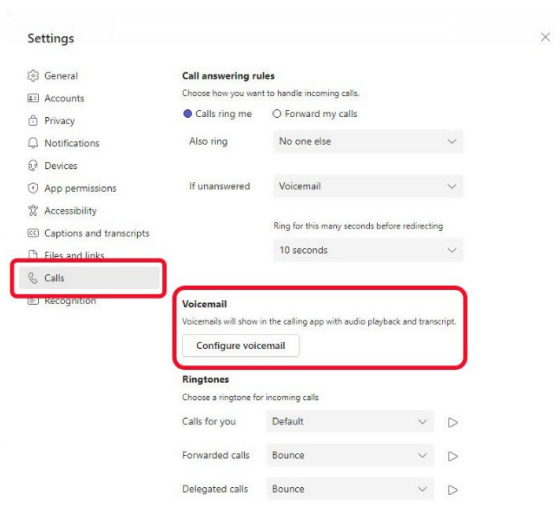 Settings
General
Accounts
Privacy
Notifications
Devices
App permissions
Accessibility
Captions and transcripts
Files and links
Calls
Recognition
Call answering rules
Choose how you want to handle incoming calls.
Calls ring me Forward my calls
Also ring No one else
If unanswered Voicemail
Ring for this many seconds before redirecting
10 seconds
Voicemail
Voicemails will show in the calling app with audio playback and transcript.
Configure voicemail
Ringtones
Choose a ringtone for incoming calls
Calls for you Default
Forwarded calls Bounce
Delegated calls Bounce